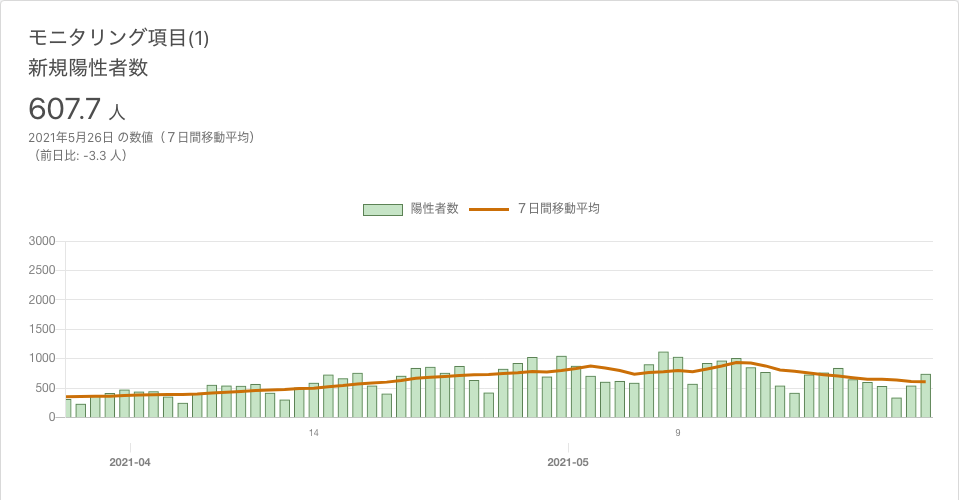 モニタリング項目(1)
新規陽性者数
607.7 人
2021年5月26日 の数値（７日間移動平均）
（前日比: -3.3 人）
陽性者数 ７日間移動平均
3000
2500
2000
1500
1000
500
0
14 9
2021-04 2021-05